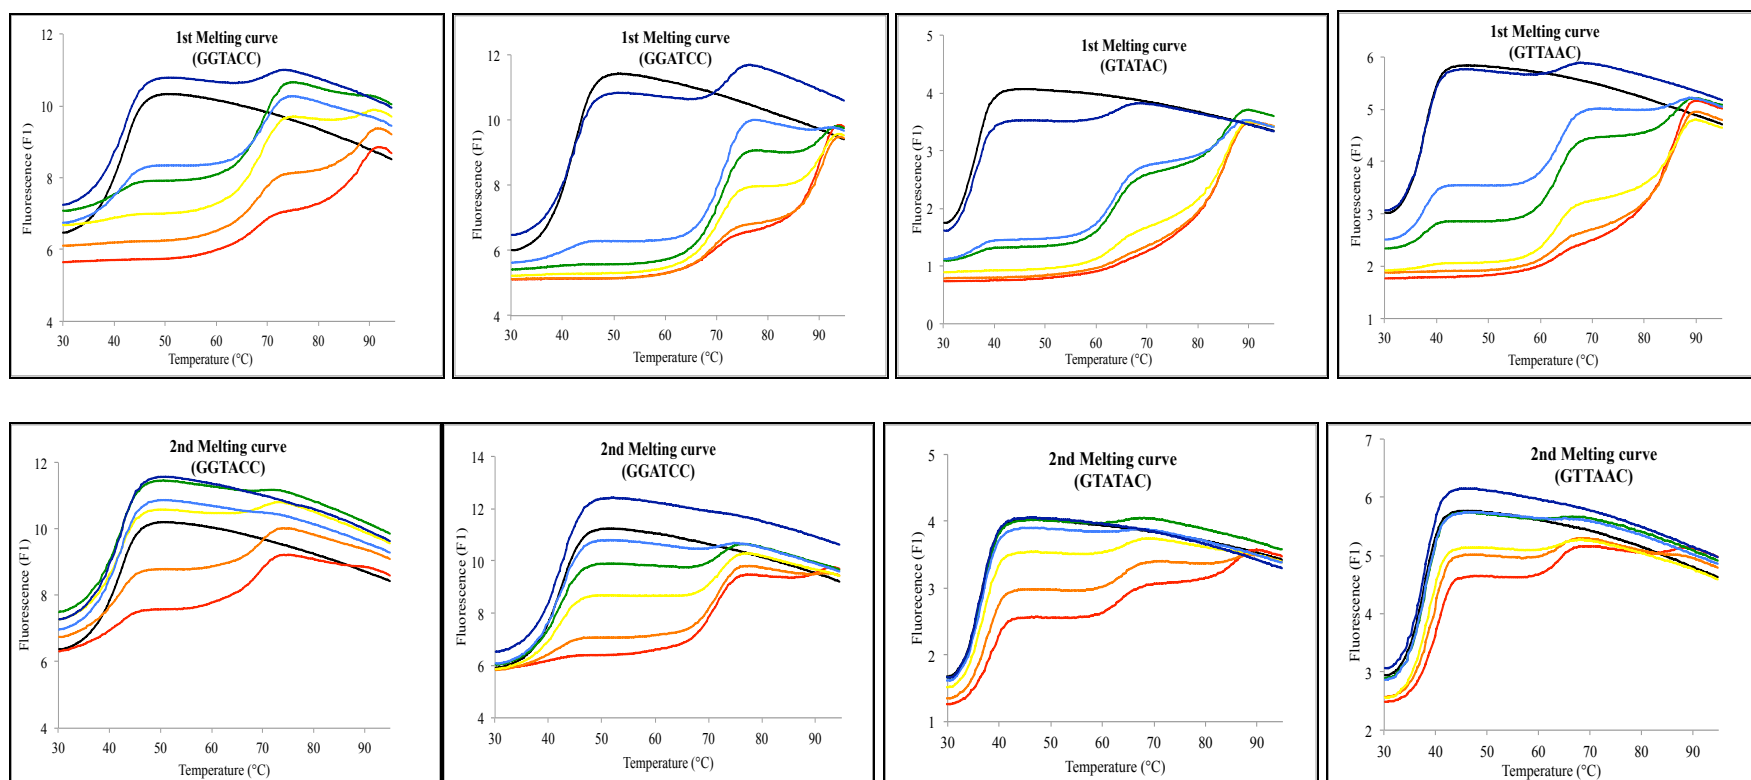 1st Melting curve
(GGTACC)
Fluorescence (F1)
12
10
8
6
4
30 40 50 60 70 80 90
Temperature (°C)
1st Melting curve
(GGATCC)
Fluorescence (F1)
12
10
8
6
4
30 40 50 60 70 80 90
Temperature (°C)
1st Melting curve
(GTATAC)
Fluorescence (F1)
5
4
3
2
1
0
30 40 50 60 70 80 90
Temperature (°C)
1st Melting curve
(GTTAAC)
Fluorescence (F1)
6
5
4
3
2
1
30 40 50 60 70 80 90
Temperature (°C)
2nd Melting curve
(GGTACC)
Fluorescence (F1)
12
10
8
6
4
30 40 50 60 70 80 90
Temperature (°C)
2nd Melting curve
(GGATCC)
Fluorescence (F1)
14
12
10
8
6
4
30 40 50 60 70 80 90
Temperature (°C)
2nd Melting curve
(GTATAC)
Fluorecence (F1)
5
4
3
2
1
30 40 50 60 70 80 90
Temperature (°C)
2nd Melting curve
(GTTAAC)
Fluorescence (F1)
7
6
5
4
3
2
30 40 50 60 70 80 90
Temperature (°C)